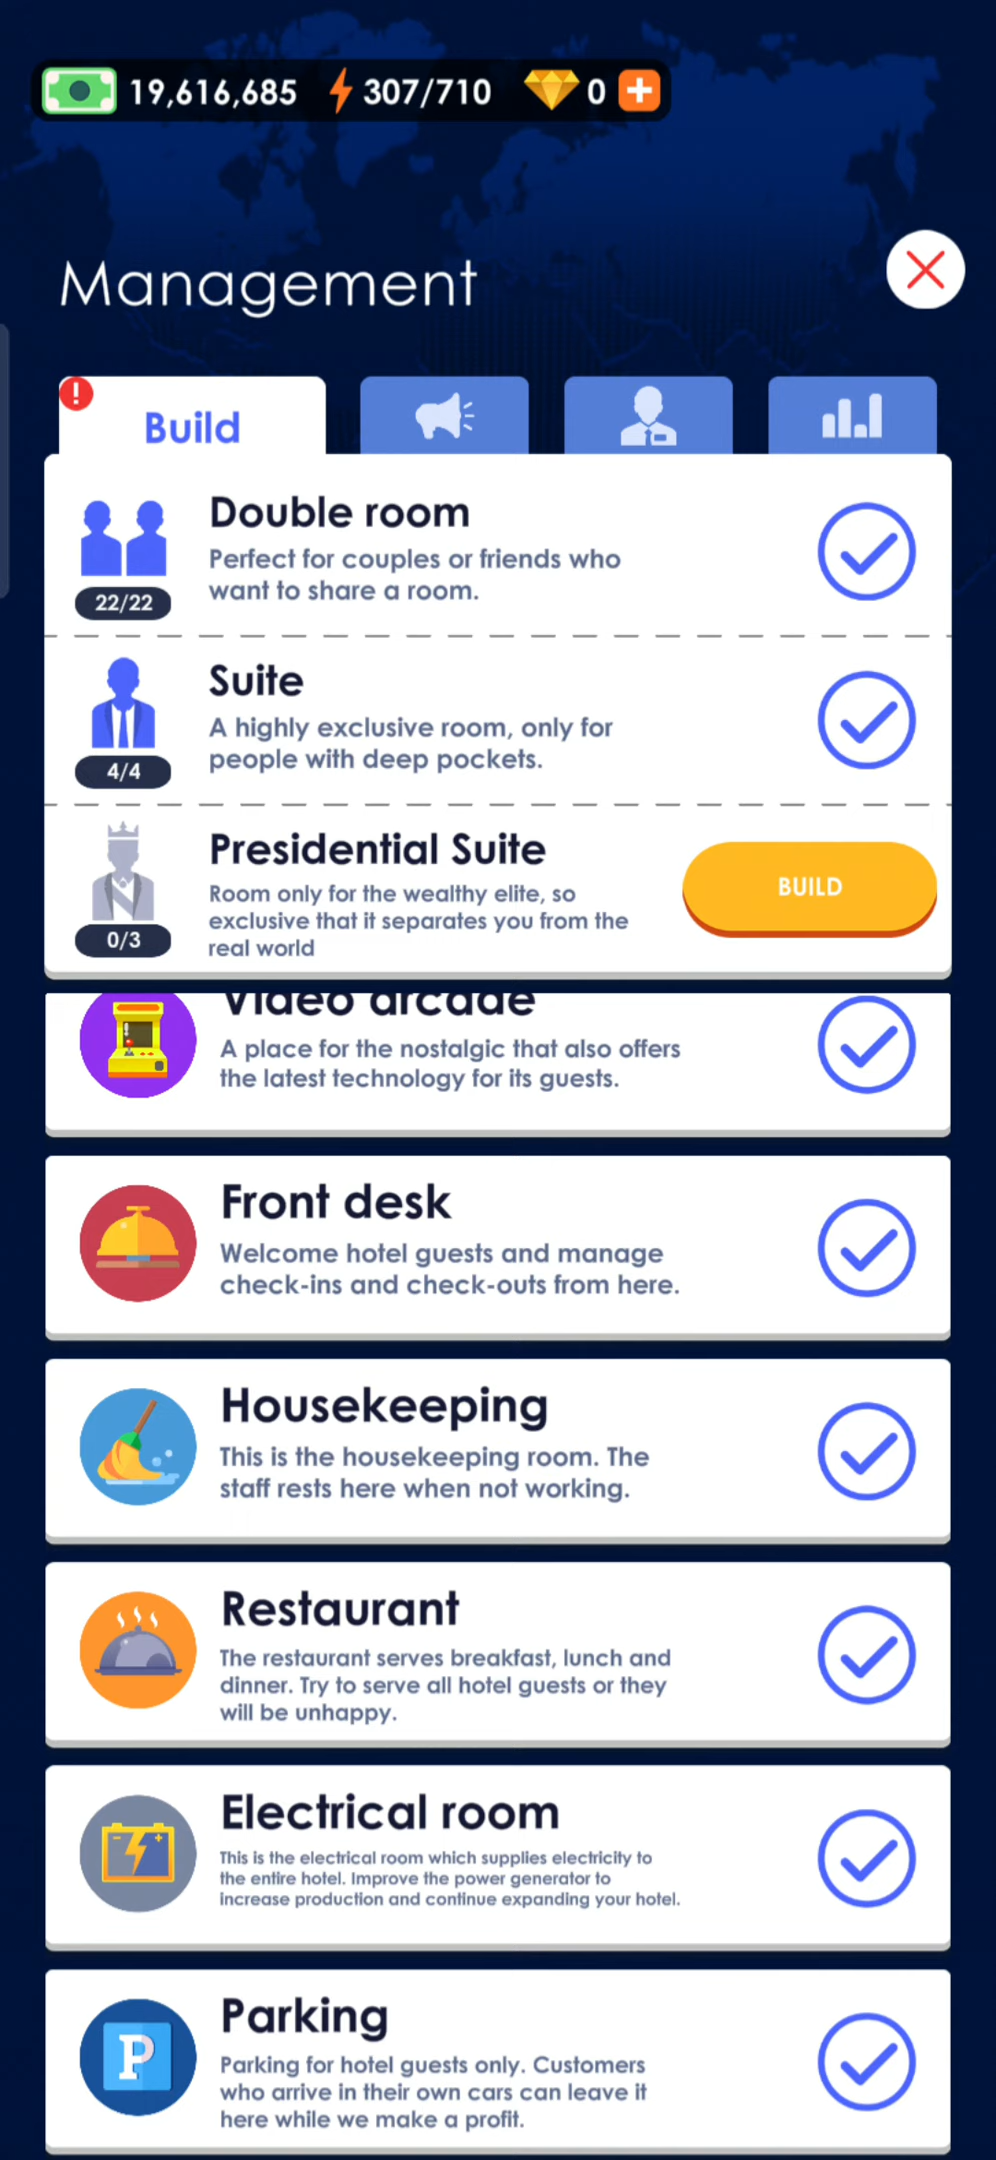 19,616,685 307/710 0
Management
!
Build
Double room
Perfect for couples or friends who
want to share a room.
22/22
Suite
A highly exclusive room, only for
people with deep pockets.
4/4
Presidential Suite
Room only for the wealthy elite, so
exclusive that it separates you from the
real world
0/3
BUILD
Video arcade
A place for the nostalgic that also offers
the latest technology for its guests.
Front desk
Welcome hotel guests and manage
check-ins and check-outs from here.
Housekeeping
This is the housekeeping room. The
staff rests here when not working.
Restaurant
The restaurant serves breakfast, lunch and
dinner. Try to serve all hotel guests or they
will be unhappy.
Electrical room
This is the electrical room which supplies electricity to
the entire hotel. Improve the power generator to
increase production and continue expanding your hotel.
P
Parking
Parking for hotel guests only. Customers
who arrive in their own cars can leave it
here while we make a profit.